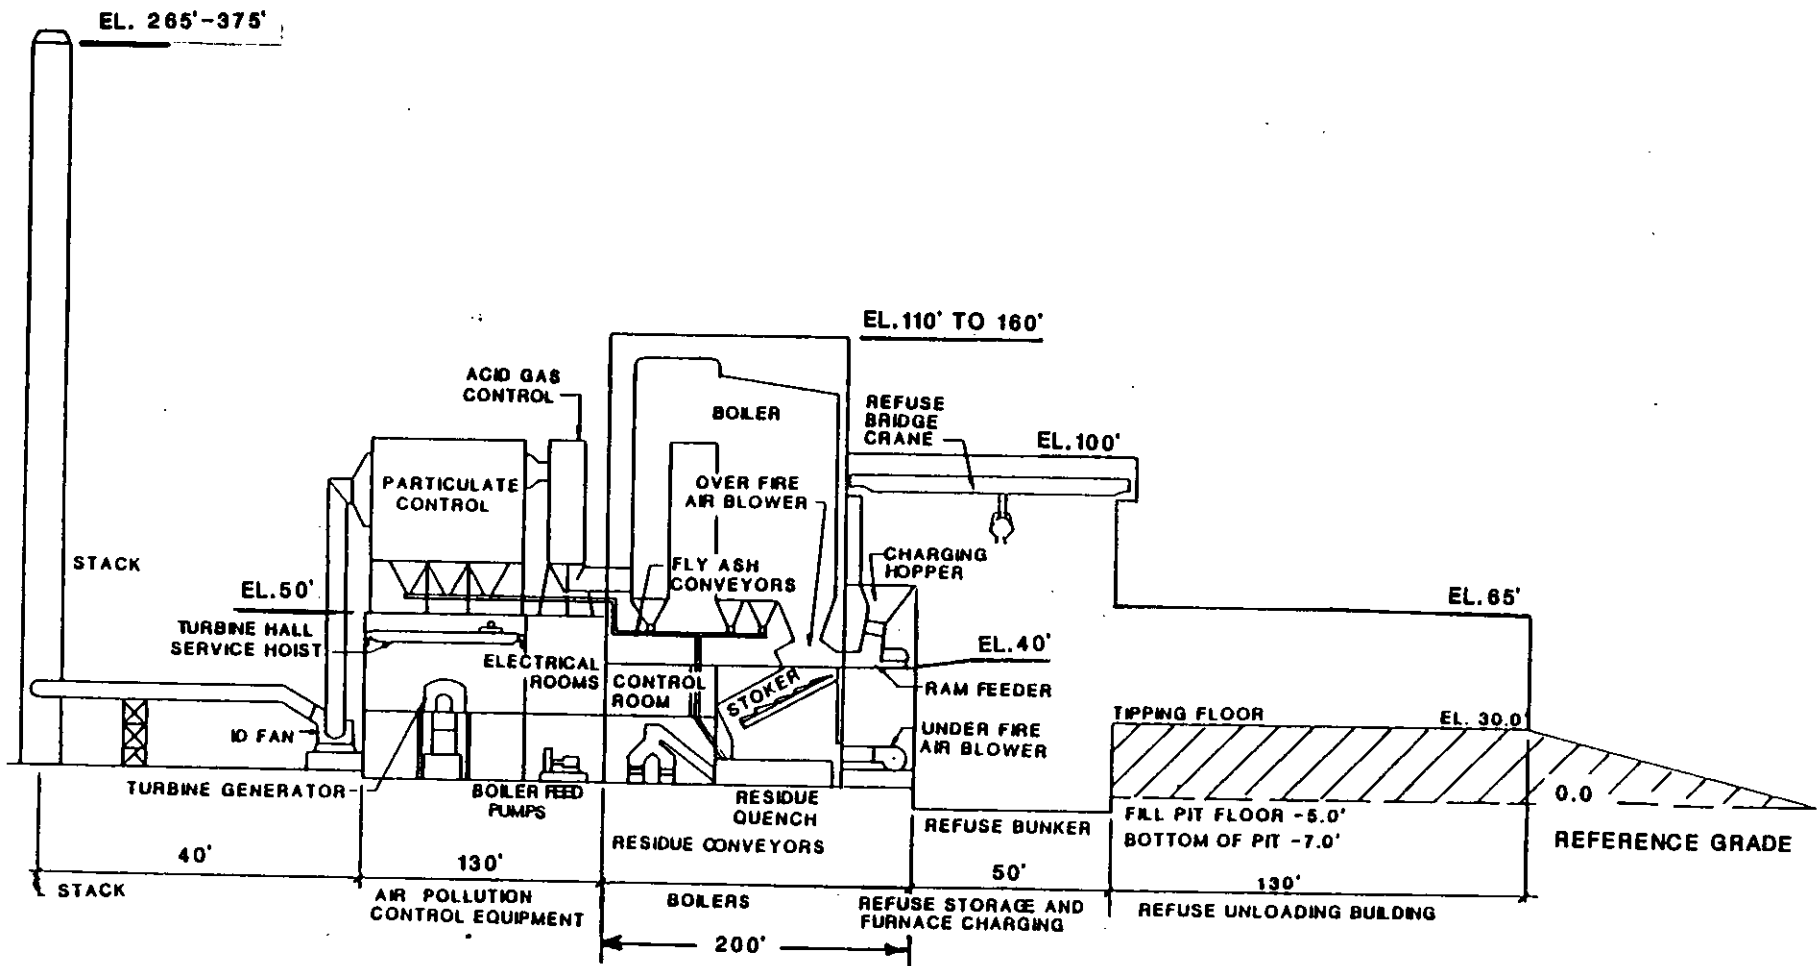 EL. 265'-375'
EL.110' TO 160'
ACID GAS
CONTROL
BOILER
REFUSE
BRIDGE
CRANE
EL.100'
PARTICULATE
CONTROL
OVER FIRE
AIR BLOWER
STACK
FLY ASH
CONVEYORS
CHARGING
HOPPER
EL.50'
EL.65'
TURBINE HALL
SERVICE HOIST
ELECTRICAL
ROOMS
CONTROL
ROOM
STOKER
EL.40'
RAM FEEDER
ID FAN
UNDER FIRE
AIR BLOWER
TIPPING FLOOR
EL. 30.0'
TURBINE GENERATOR
BOILER FEED
PUMPS
RESIDUE
QUENCH
REFUSE BUNKER
FILL PIT FLOOR -5.0'
BOTTOM OF PIT -7.0'
0.0
REFERENCE GRADE
RESIDUE CONVEYORS
40'
130'
50'
130'
STACK
AIR POLLUTION
CONTROL EQUIPMENT
BOILERS
REFUSE STORAGE AND
FURNACE CHARGING
REFUSE UNLOADING BUILDING
200'